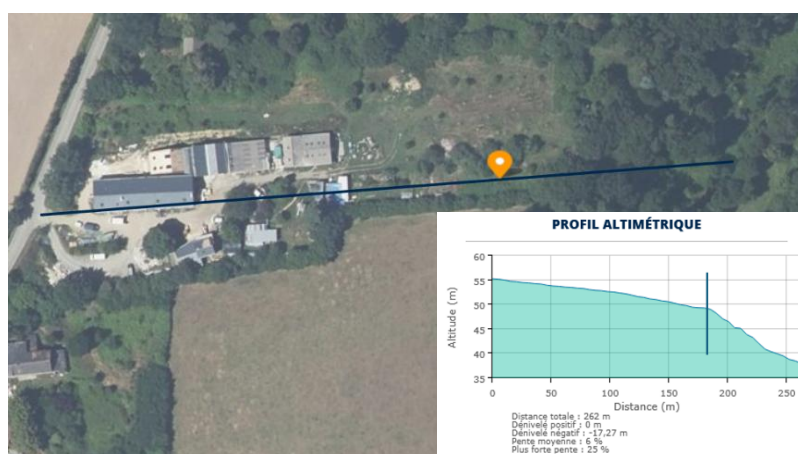 PROFIL ALTIMÉTRIQUE
60
55
50
45
40
35
Altitude (m)
0 50 100 150 200 250
Distance (m)
Distance totale : 262 m
Dénivelé positif : 0 m
Dénivelé négatif : -17,27 m
Pente moyenne : 6 %
Plus forte pente : 25 %